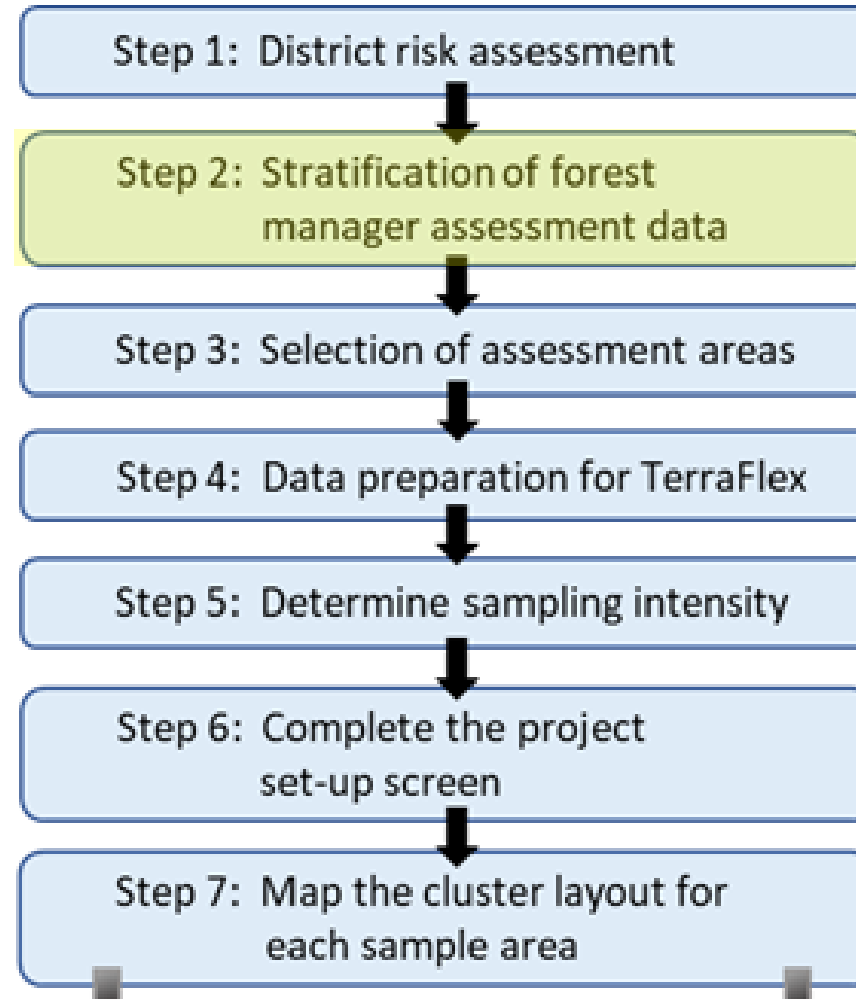 Step 1: District risk assessment
Step 2: Stratification of forest
manager assessment data
Step 3: Selection of assessment areas
Step 4: Data preparation for TerraFlex
Step 5: Determine sampling intensity
Step 6: Complete the project
set-up screen
Step 7: Map the cluster layout for
each sample area